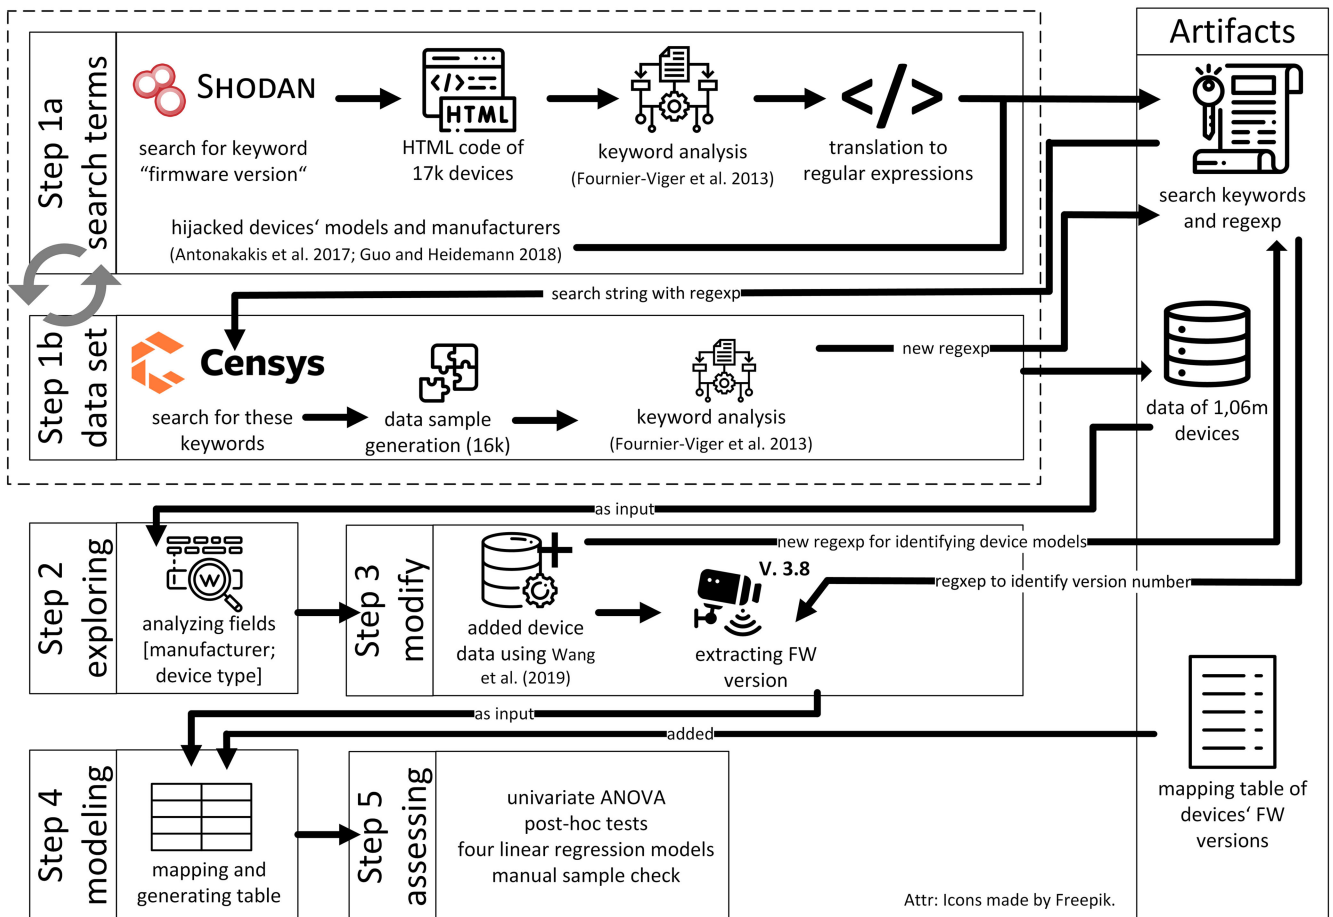 Step 1a
search terms
SHODAN
search for keyword
“firmware version“
</>
HTML
HTML code of
17k devices
keyword analysis
(Fournier-Viger et al. 2013)
</>
translation to
regular expressions
hijacked devices‘ models and manufacturers
(Antonakakis et al. 2017; Guo and Heidemann 2018)
Artifacts
search keywords
and regexp
search string with regexp
Step 1b
data set
Censys
search for these
keywords
data sample
generation (16k)
keyword analysis
(Fournier-Viger et al. 2013)
new regexp
data of 1,06m
devices
as input
Step 2
exploring
W
analyzing fields
[manufacturer;
device type]
Step 3
modify
added device
data using Wang
et al. (2019)
new regexp for identifying device models
V. 3.8
regxep to identify version number
extracting FW
version
as input
added
mapping table of
devices‘ FW
versions
Step 4
modeling
mapping and
generating table
Step 5
assessing
univariate ANOVA
post-hoc tests
four linear regression models
manual sample check
Attr: Icons made by Freepik.